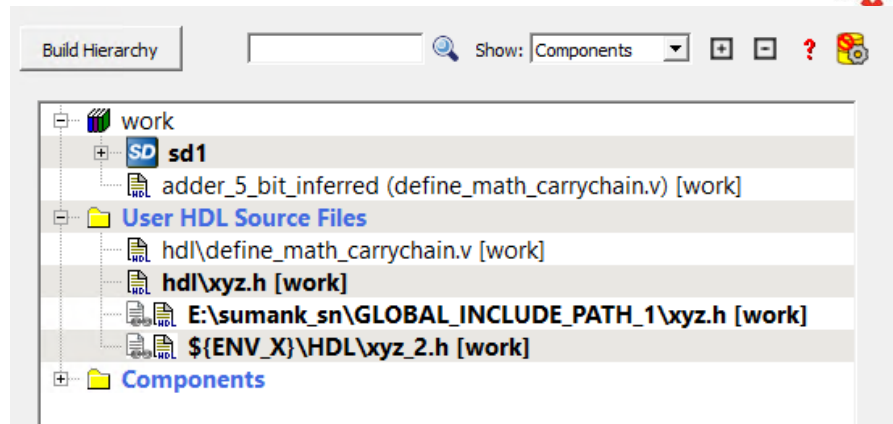 Build Hierarchy Show: Components ?
work
SD sd1
adder_5_bit_inferred (define_math_carrychain.v) [work]
User HDL Source Files
hdl\define_math_carrychain.v [work]
hdl\xyz.h [work]
E:\sumank_sn\GLOBAL_INCLUDE_PATH_1\xyz.h [work]
${ENV_X}\HDL\xyz_2.h [work]
Components